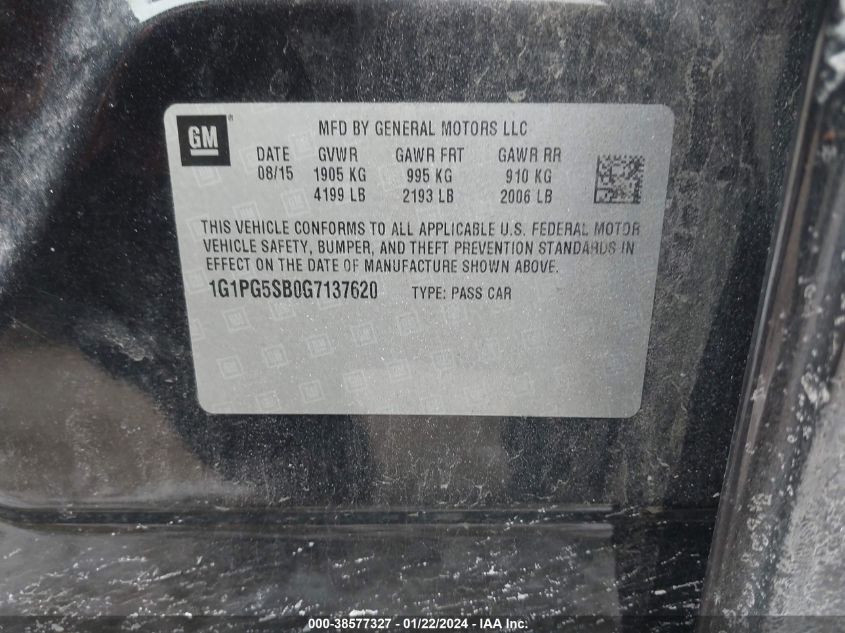 GM
MFD BY GENERAL MOTORS LLC
DATE GVWR GAWR FRT GAWR RR
08/15 1905 KG 995 KG 910 KG
4199 LB 2193 LB 2006 LB
THIS VEHICLE CONFORMS TO ALL APPLICABLE U.S. FEDERAL MOTOR
VEHICLE SAFETY, BUMPER, AND THEFT PREVENTION STANDARDS IN
EFFECT ON THE DATE OF MANUFACTURE SHOWN ABOVE.
1G1PG5SB0G7137620 TYPE: PASS CAR
000-38577327 - 01/22/2024 - IAA Inc.